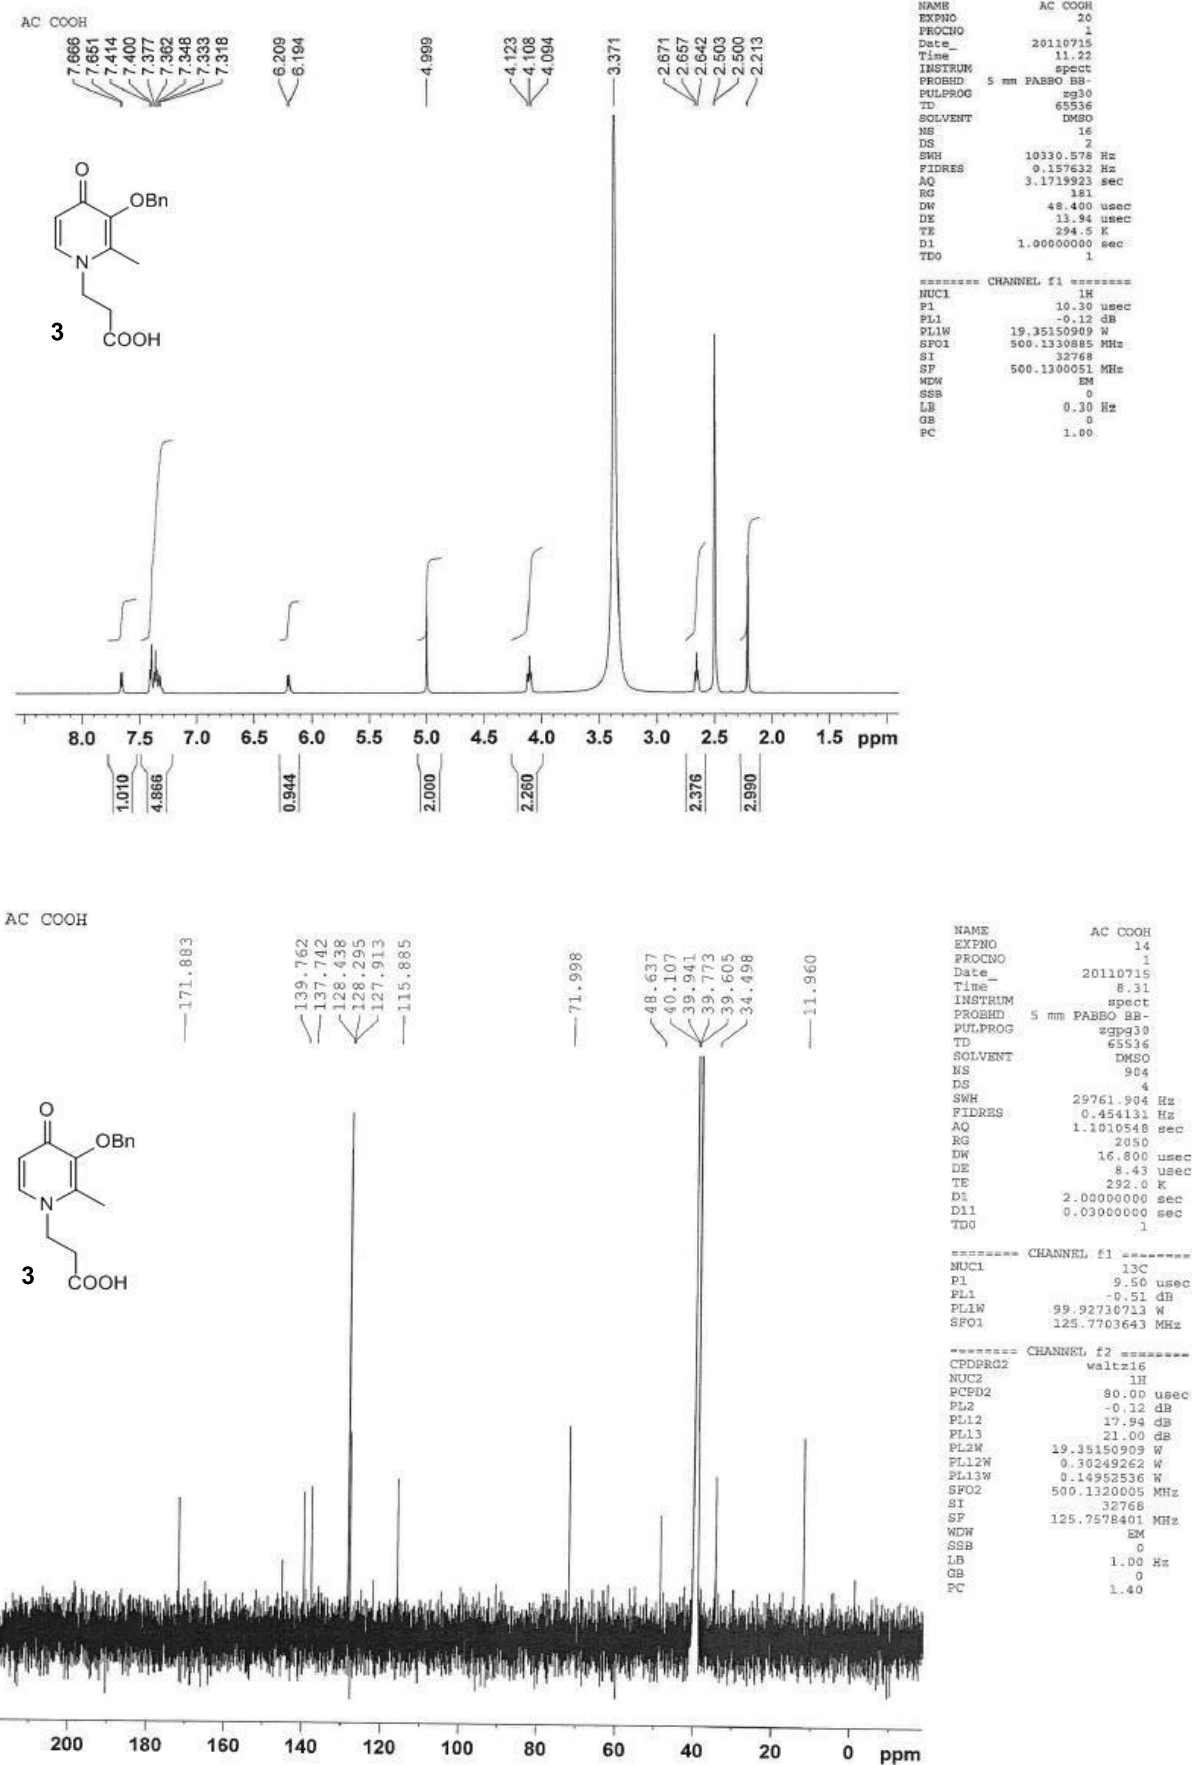 AC COOH
7.666
7.651
7.414
7.400
7.377
7.362
7.348
7.333
7.318
6.209
6.194
4.999
4.123
4.108
4.094
3.371
2.671
2.657
2.642
2.503
2.500
2.213
O
OBn
N
3
COOH
8.0 7.5 7.0 6.5 6.0 5.5 5.0 4.5 4.0 3.5 3.0 2.5 2.0 1.5 ppm
1.010
4.866
0.944
2.000
2.260
2.376
2.990
NAME AC COOH
EXPNO 20
PROCNO 1
Date_ 20110715
Time 11.22
INSTRUM spect
PROBHD 5 mm PABBO BB-
PULPROG zg30
TD 65536
SOLVENT DMSO
NS 16
DS 2
SWH 10330.578 Hz
FIDRES 0.157632 Hz
AQ 3.1719923 sec
RG 181
DW 48.400 usec
DE 13.94 usec
TE 294.5 K
D1 1.00000000 sec
TD0 1
======== CHANNEL f1 ========
NUC1 1H
P1 10.30 usec
PL1 -0.12 dB
PL1W 19.35150909 W
SFO1 500.1330885 MHz
SI 32768
SF 500.1300051 MHz
WDW EM
SSB 0
LB 0.30 Hz
GB 0
PC 1.00
AC COOH
171.883
139.762
137.742
128.438
128.295
127.913
115.885
71.998
48.637
40.107
39.941
39.773
39.605
34.498
11.960
O
OBn
N
3
COOH
200 180 160 140 120 100 80 60 40 20 0 ppm
NAME AC COOH
EXPNO 14
PROCNO 1
Date_ 20110715
Time 8.31
INSTRUM spect
PROBHD 5 mm PABBO BB-
PULPROG zgpg30
TD 65536
SOLVENT DMSO
NS 904
DS 4
SWH 29761.904 Hz
FIDRES 0.454131 Hz
AQ 1.1010548 sec
RG 2050
DW 16.800 usec
DE 8.43 usec
TE 292.0 K
D1 2.00000000 sec
D11 0.03000000 sec
TD0 1
======== CHANNEL f1 ========
NUC1 13C
P1 9.50 usec
PL1 -0.51 dB
PL1W 99.92730713 W
SFO1 125.7703643 MHz
======== CHANNEL f2 ========
CPDPRG2 waltz16
NUC2 1H
PCPD2 80.00 usec
PL2 -0.12 dB
PL12 17.94 dB
PL13 21.00 dB
PL2W 19.35150909 W
PL12W 0.30249262 W
PL13W 0.14952536 W
SFO2 500.1320005 MHz
SI 32768
SF 125.7578401 MHz
WDW EM
SSB 0
LB 1.00 Hz
GB 0
PC 1.40